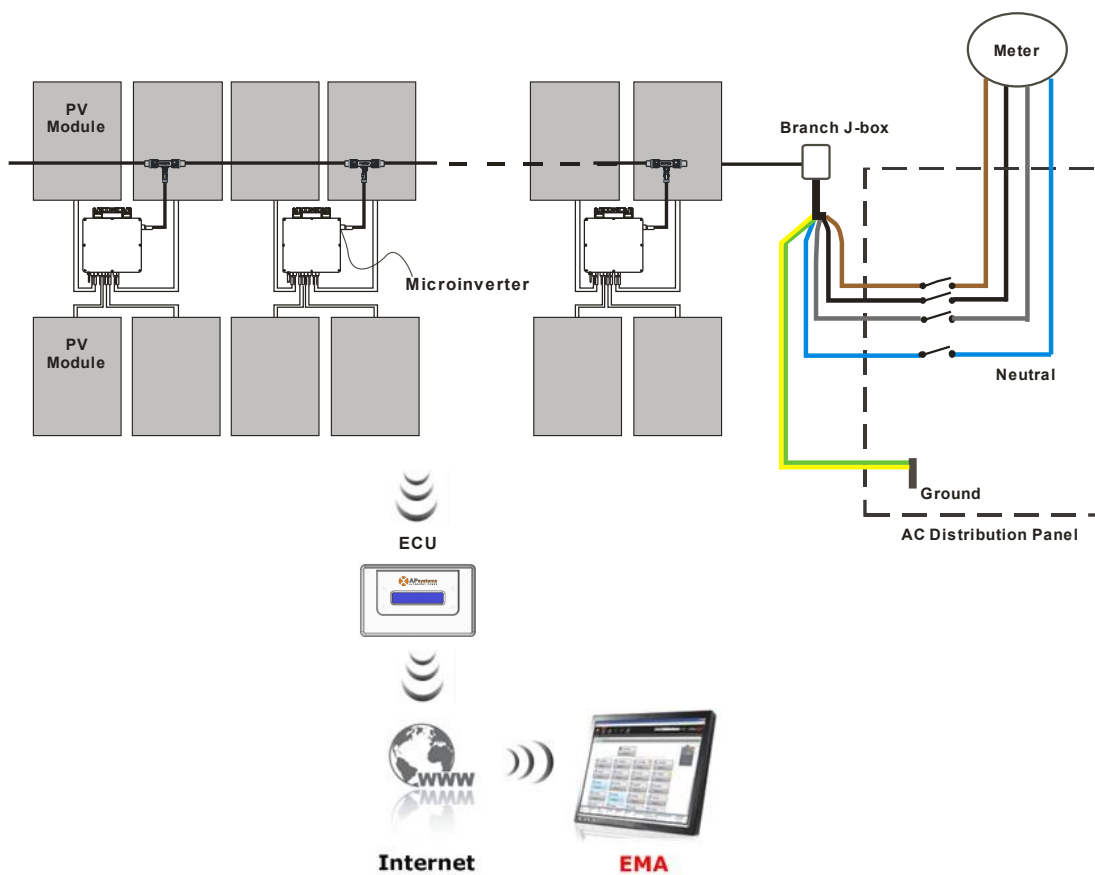 Meter
PV
Module
Branch J-box
Microinverter
PV
Module
Neutral
Ground
AC Distribution Panel
ECU
APsystems
WWW
Internet
EMA